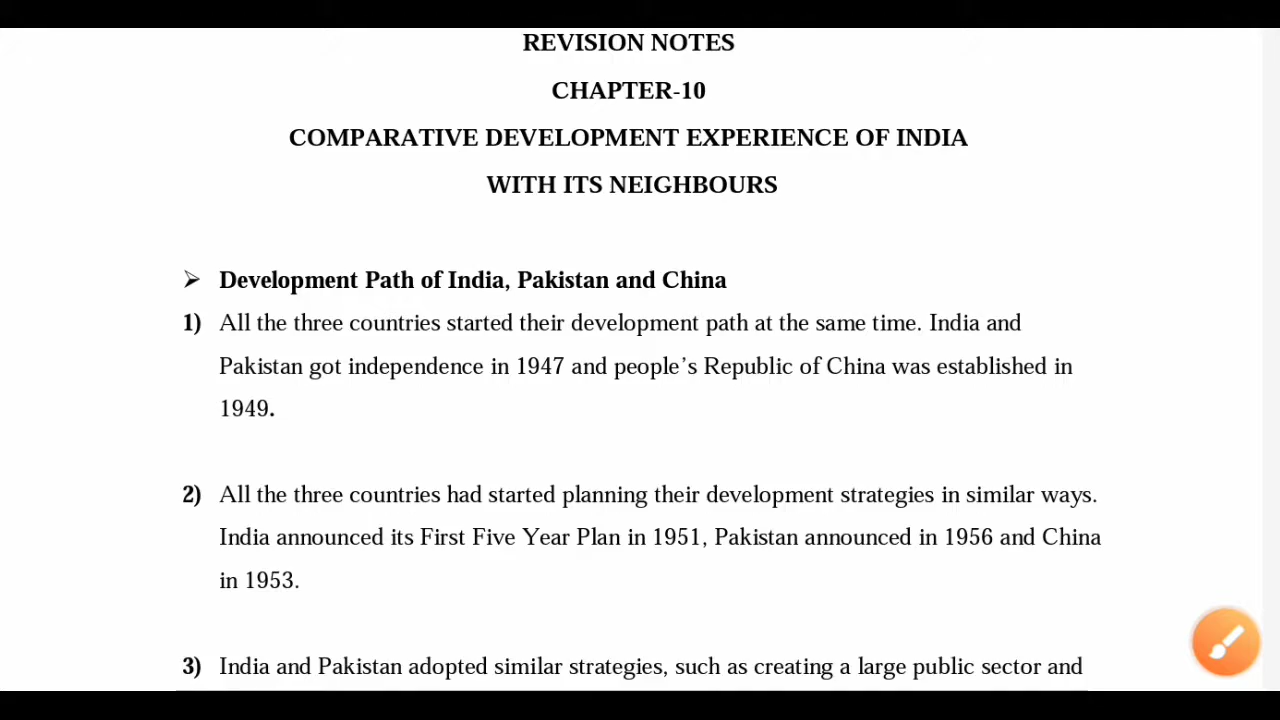 REVISION NOTES
CHAPTER-10
COMPARATIVE DEVELOPMENT EXPERIENCE OF INDIA
WITH ITS NEIGHBOURS
➢ Development Path of India, Pakistan and China
1) All the three countries started their development path at the same time. India and
Pakistan got independence in 1947 and people’s Republic of China was established in
1949.
2) All the three countries had started planning their development strategies in similar ways.
India announced its First Five Year Plan in 1951, Pakistan announced in 1956 and China
in 1953.
3) India and Pakistan adopted similar strategies, such as creating a large public sector and